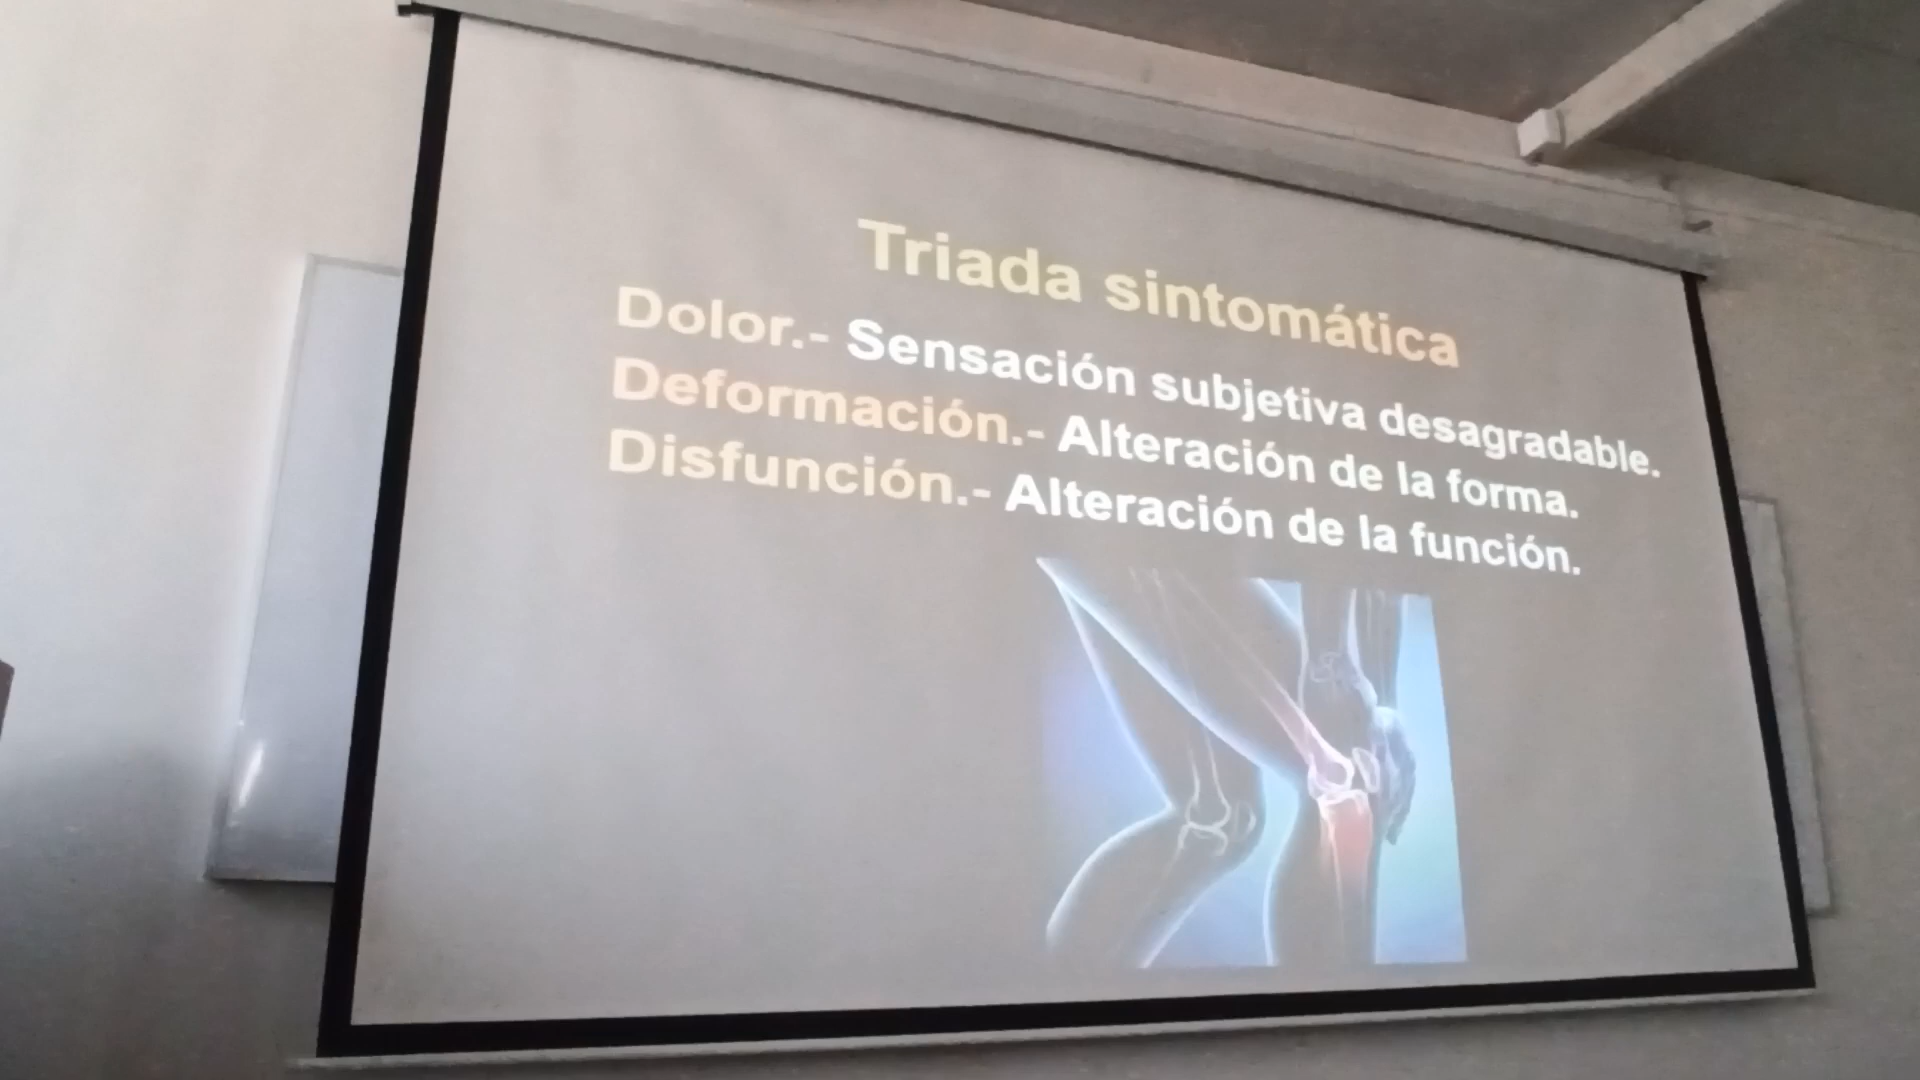 Triada sintomática
Dolor.- Sensación subjetiva desagradable.
Deformación.- Alteración de la forma.
Disfunción.- Alteración de la función.